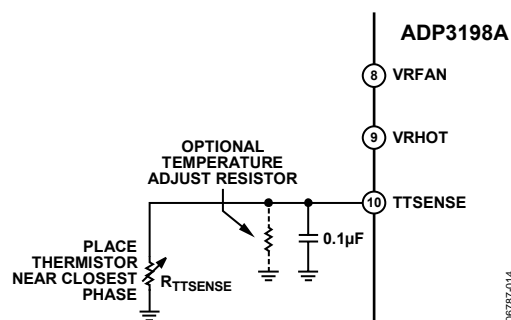 ADP3198A
8 VRFAN
9 VRHOT
OPTIONAL
TEMPERATURE
ADJUST RESISTOR
10 TTSENSE
0.1µF
PLACE
THERMISTOR
NEAR CLOSEST
PHASE
RTTSENSE
06787-014